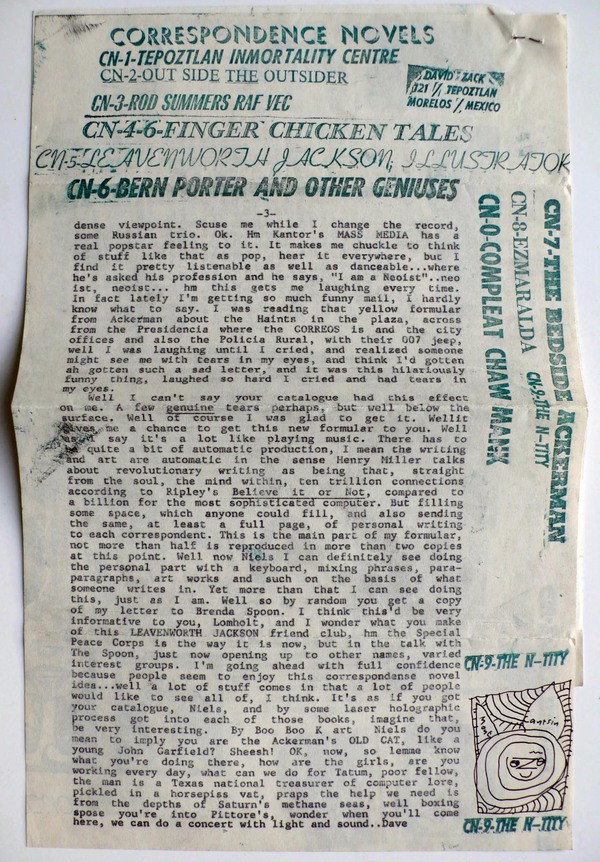 CORRESPONDENCE NOVELS
CN-1-TEPOZTLAN INMORTALITY CENTRE
CN-2-OUT SIDE THE OUTSIDER
DAVID ZACK
321 1/1 TEPOZTLAN
MORELOS / MEXICO
CN-3-ROD SUMMERS RAF VEC
CN-4-6-FINGER CHICKEN TALES
CN-5-LEAVENWORTH JACKSON, ILLUSTRATOR
CN-6-BERN PORTER AND OTHER GENIUSES
-3-
dense viewpoint. Scuse me while I change the record,
some Russian trio. Ok. Hm Kantor's MASS MEDIA has a
real popstar feeling to it. It makes me chuckle to think
of stuff like that as pop, hear it everywhere, but I
find it pretty listenable as well as danceable...where
he's asked his profession and he says, "I am a Neoist"..neo
ist, neoist... hm this gets me laughing every time.
In fact lately I'm getting so much funny mail, I hardly
know what to say. I was reading that yellow formular
from Ackerman about the Haints in the plaza, across
from the Presidencia where the CORREOS is and the city
offices and also the Policia Rural, with their 007 jeep,
well I was laughing until I cried, and realized someone
might see me with tears in my eyes, and think I'd gotten
ah gotten such a sad letter, and it was this hilariously
funny thing, laughed so hard I cried and had tears in
my eyes.
Well I can't say your catalogue had this effect
on me. A few genuine tears perhaps, but well below the
surface. Well of course I was glad to get it. Wellit
gives me a chance to get this new formular to you. Well
as I say it's a lot like playing music. There has to
be quite a bit of automatic production, I mean the writing
and art are automatic in the sense Henry Miller talks
about revolutionary writing as being that, straight
from the soul, the mind within, ten trillion connections
according to Ripley's Believe it or Not, compared to
a billion for the most sophisticated computer. But filling
some space, which anyone could fill, and also sending
the same, at least a full page, of personal writing
to each correspondent. This is the main part of my formular,
not more than half is reproduced in more than two copies
at this point. Well now Niels I can definitely see doing
the personal part with a keyboard, mixing phrases, para-
paragraphs, art works and such on the basis of what
someone writes in. Yet more than that I can see doing
this, just as I am. Well so by random you get a copy
of my letter to Brenda Spoon. I think this'd be very
informative to you, Lomholt, and I wonder what you make
of this LEAVENWORTH JACKSON friend club, hm the Special
Peace Corps is the way it is now, but in the talk with
The Spoon, just now opening up to other names, varied
interest groups. I'm going ahead with full confidence
because people seem to enjoy this correspondense novel
idea...well a lot of stuff comes in that a lot of people
would like to see all of, I think. It's as if you got
your catalogue, Niels, and by some laser holographic
process got into each of those books, imagine that,
be very interesting. By Boo Boo K art Niels do you
mean to imply you are the Ackerman's OLD CAT, like a
young John Garfield? Sheesh! OK, now, so lemme know
what you're doing there, how are the girls, are you
working every day, what can we do for Tatum, poor fellow,
the man is a Texas national treasurer of computer lore,
pickled in a horsepiss vat, praps the help we need is
from the depths of Saturn's methane seas, well boxing
spose you're into Pittore's, wonder when you'll come
here, we can do a concert with light and sound..Dave
CN-7-THE BEDSIDE ACKERMAN
CN-8-EZMARALDA
CN-9-THE N-TITY
CN-0-COMPLEAT CHAW MANK
CN-9-THE N-TITY
CN-9-THE N-TITY